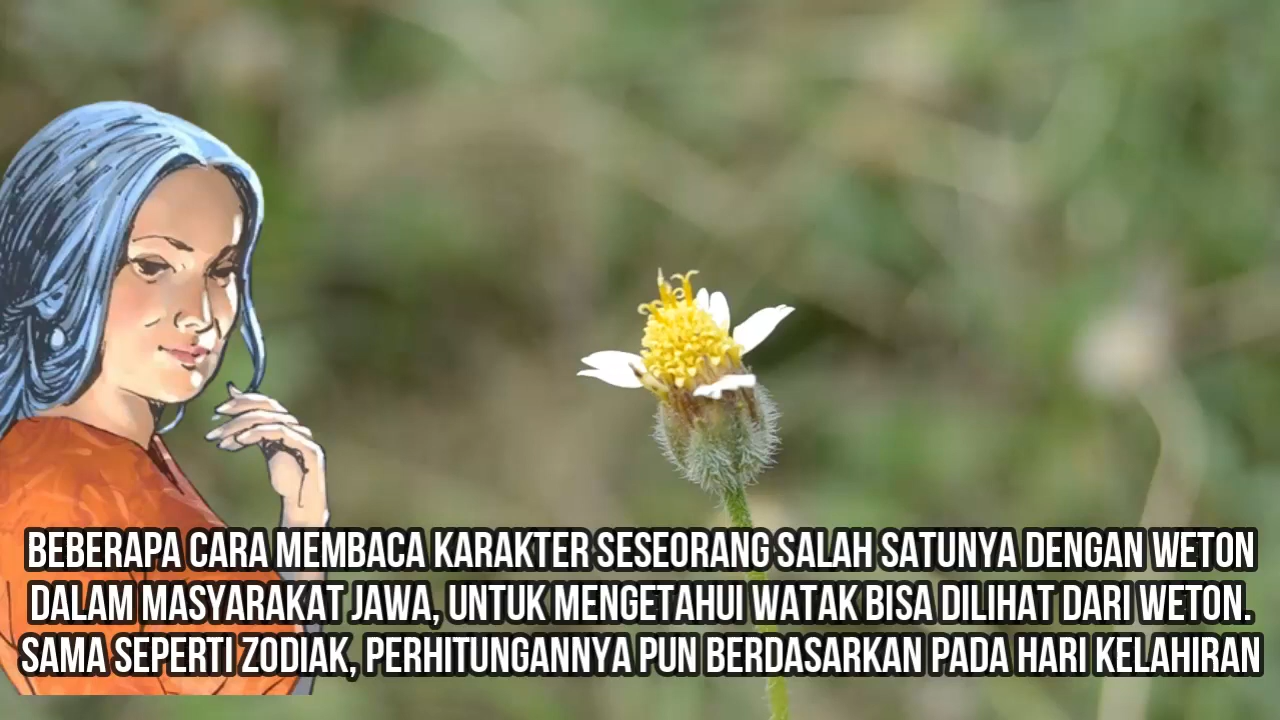 BEBERAPA CARA MEMBACA KARAKTER SESEORANG SALAH SATUNYA DENGAN WETON
DALAM MASYARAKAT JAWA, UNTUK MENGETAHUI WATAK BISA DILIHAT DARI WETON.
SAMA SEPERTI ZODIAK, PERHITUNGANNYA PUN BERDASARKAN PADA HARI KELAHIRAN